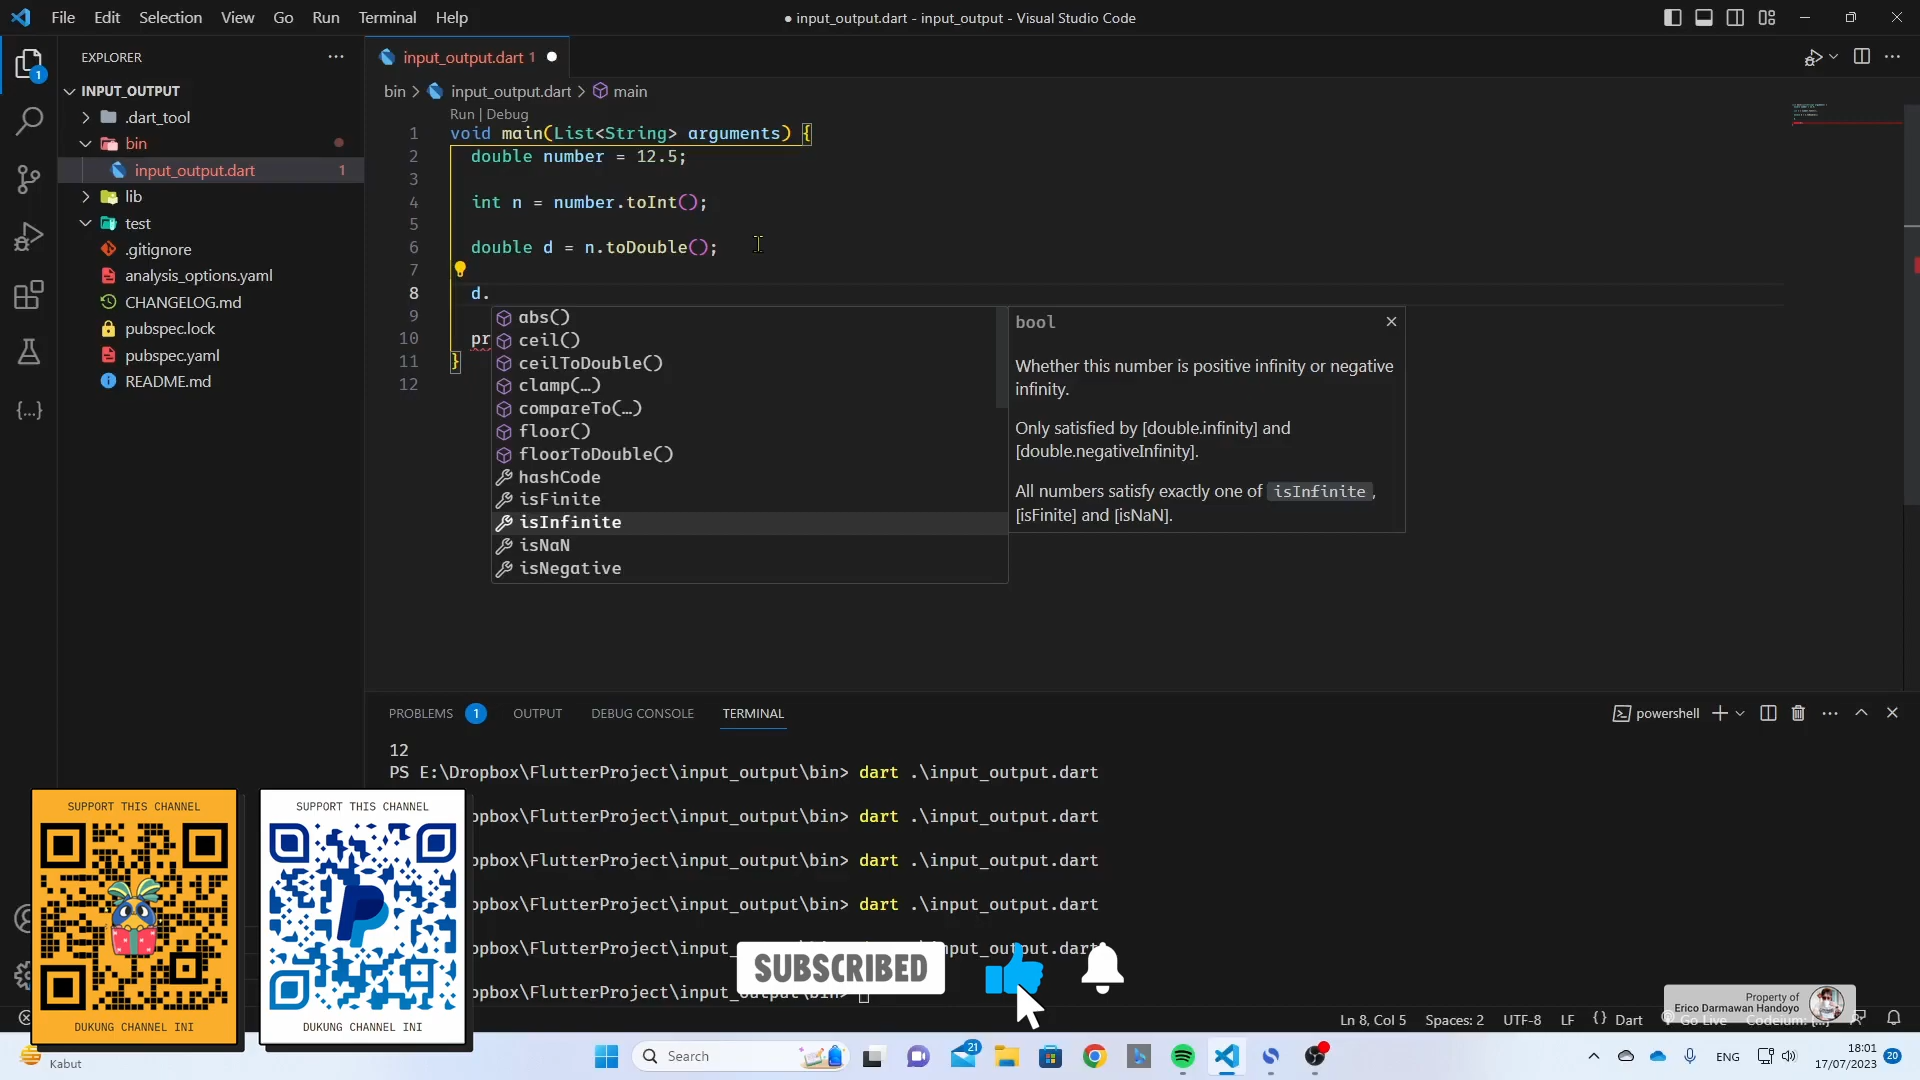 File Edit Selection View Go Run Terminal Help
● input_output.dart - input_output - Visual Studio Code
EXPLORER
input_output.dart 1
INPUT_OUTPUT
bin > input_output.dart > main
.dart_tool
bin
input_output.dart 1
lib
test
.gitignore
analysis_options.yaml
CHANGELOG.md
pubspec.lock
pubspec.yaml
README.md
Run | Debug
1 void main(List<String> arguments) {
2 double number = 12.5;
3
4 int n = number.toInt();
5
6 double d = n.toDouble();
7
8 d.
9
10 pr
11 }
12
abs()
ceil()
ceilToDouble()
clamp(…)
compareTo(…)
floor()
floorToDouble()
hashCode
isFinite
isInfinite
isNaN
isNegative
bool
Whether this number is positive infinity or negative
infinity.
Only satisfied by [double.infinity] and
[double.negativeInfinity].
All numbers satisfy exactly one of isInfinite,
[isFinite] and [isNaN].
PROBLEMS 1 OUTPUT DEBUG CONSOLE TERMINAL
powershell
12
PS E:\Dropbox\FlutterProject\input_output\bin> dart .\input_output.dart
opbox\FlutterProject\input_output\bin> dart .\input_output.dart
opbox\FlutterProject\input_output\bin> dart .\input_output.dart
opbox\FlutterProject\input_output\bin> dart .\input_output.dart
SUPPORT THIS CHANNEL
DUKUNG CHANNEL INI
SUPPORT THIS CHANNEL
DUKUNG CHANNEL INI
SUBSCRIBED
Property of
Erico Darmawan Handoyo
Ln 8, Col 5 Spaces: 2 UTF-8 LF Dart Go Live Codeium: {...}
Kabut
Search
21
ENG
18:01
17/07/2023
20